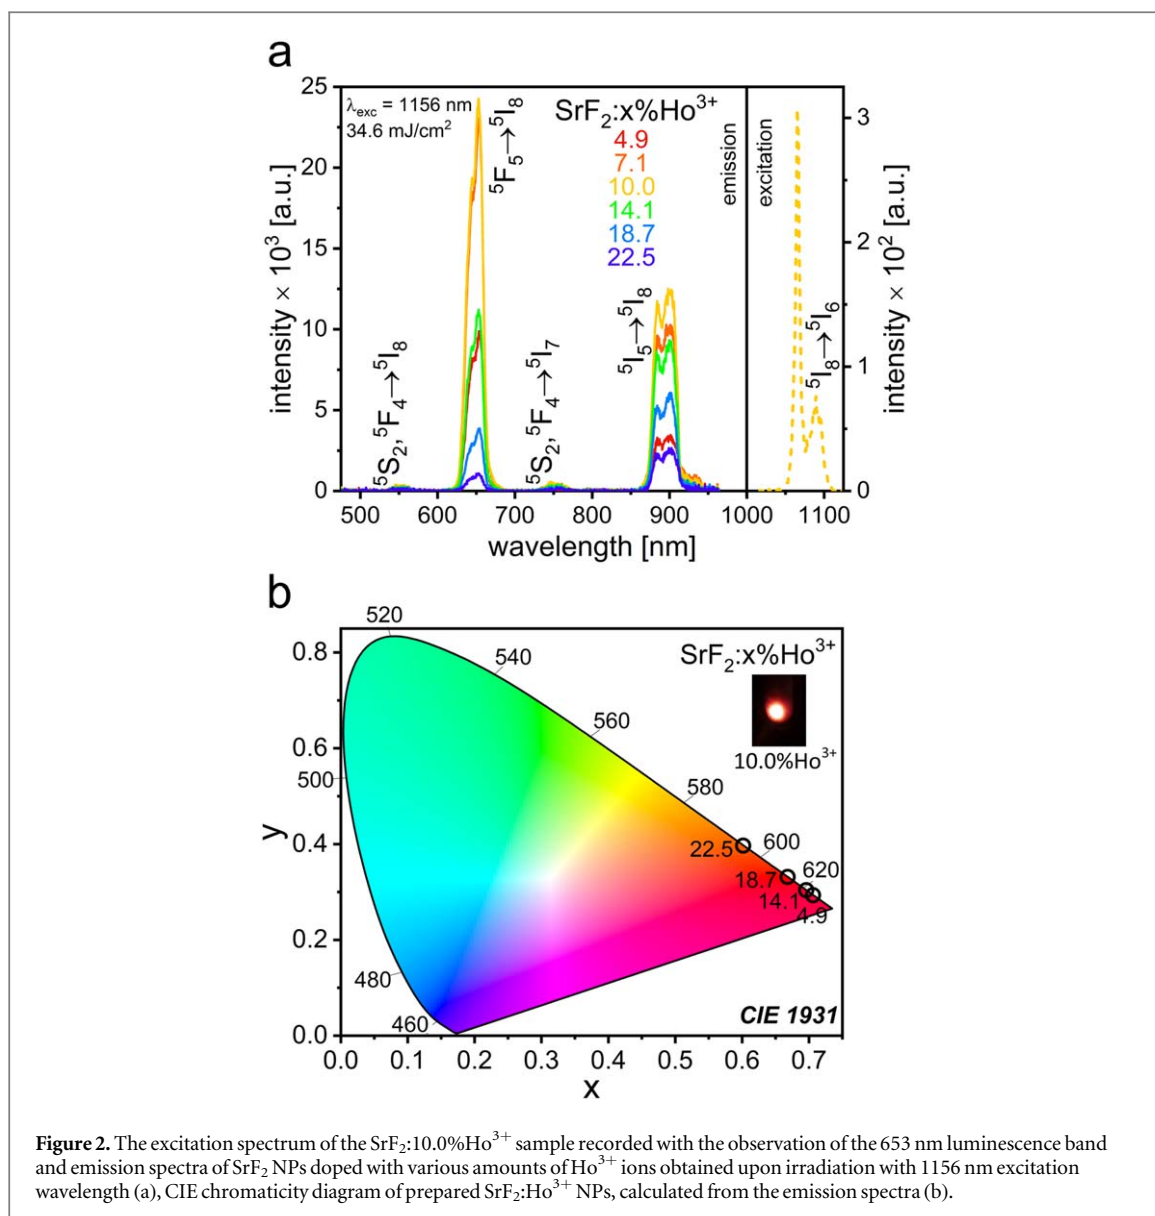 a
λexc = 1156 nm
34.6 mJ/cm²
SrF₂:x%Ho³⁺
4.9
7.1
10.0
14.1
18.7
22.5
emission
excitation
⁵S₂, ⁵F₄→⁵I₈
⁵F₅→⁵I₈
⁵S₂, ⁵F₄→⁵I₇
⁵I₅→⁵I₈
⁵I₈→⁵I₆
25
20
15
10
5
0
intensity × 10³ [a.u.]
3
2
1
0
intensity × 10² [a.u.]
500 600 700 800 900 1000 1100
wavelength [nm]
b
SrF₂:x%Ho³⁺
10.0%Ho³⁺
520
540
560
580
600
620
500
480
460
22.5
18.7
14.1
4.9
CIE 1931
0.8
0.6
0.4
0.2
0.0
y
0.0 0.1 0.2 0.3 0.4 0.5 0.6 0.7
x
Figure 2. The excitation spectrum of the SrF₂:10.0%Ho³⁺ sample recorded with the observation of the 653 nm luminescence band
and emission spectra of SrF₂ NPs doped with various amounts of Ho³⁺ ions obtained upon irradiation with 1156 nm excitation
wavelength (a), CIE chromaticity diagram of prepared SrF₂:Ho³⁺ NPs, calculated from the emission spectra (b).